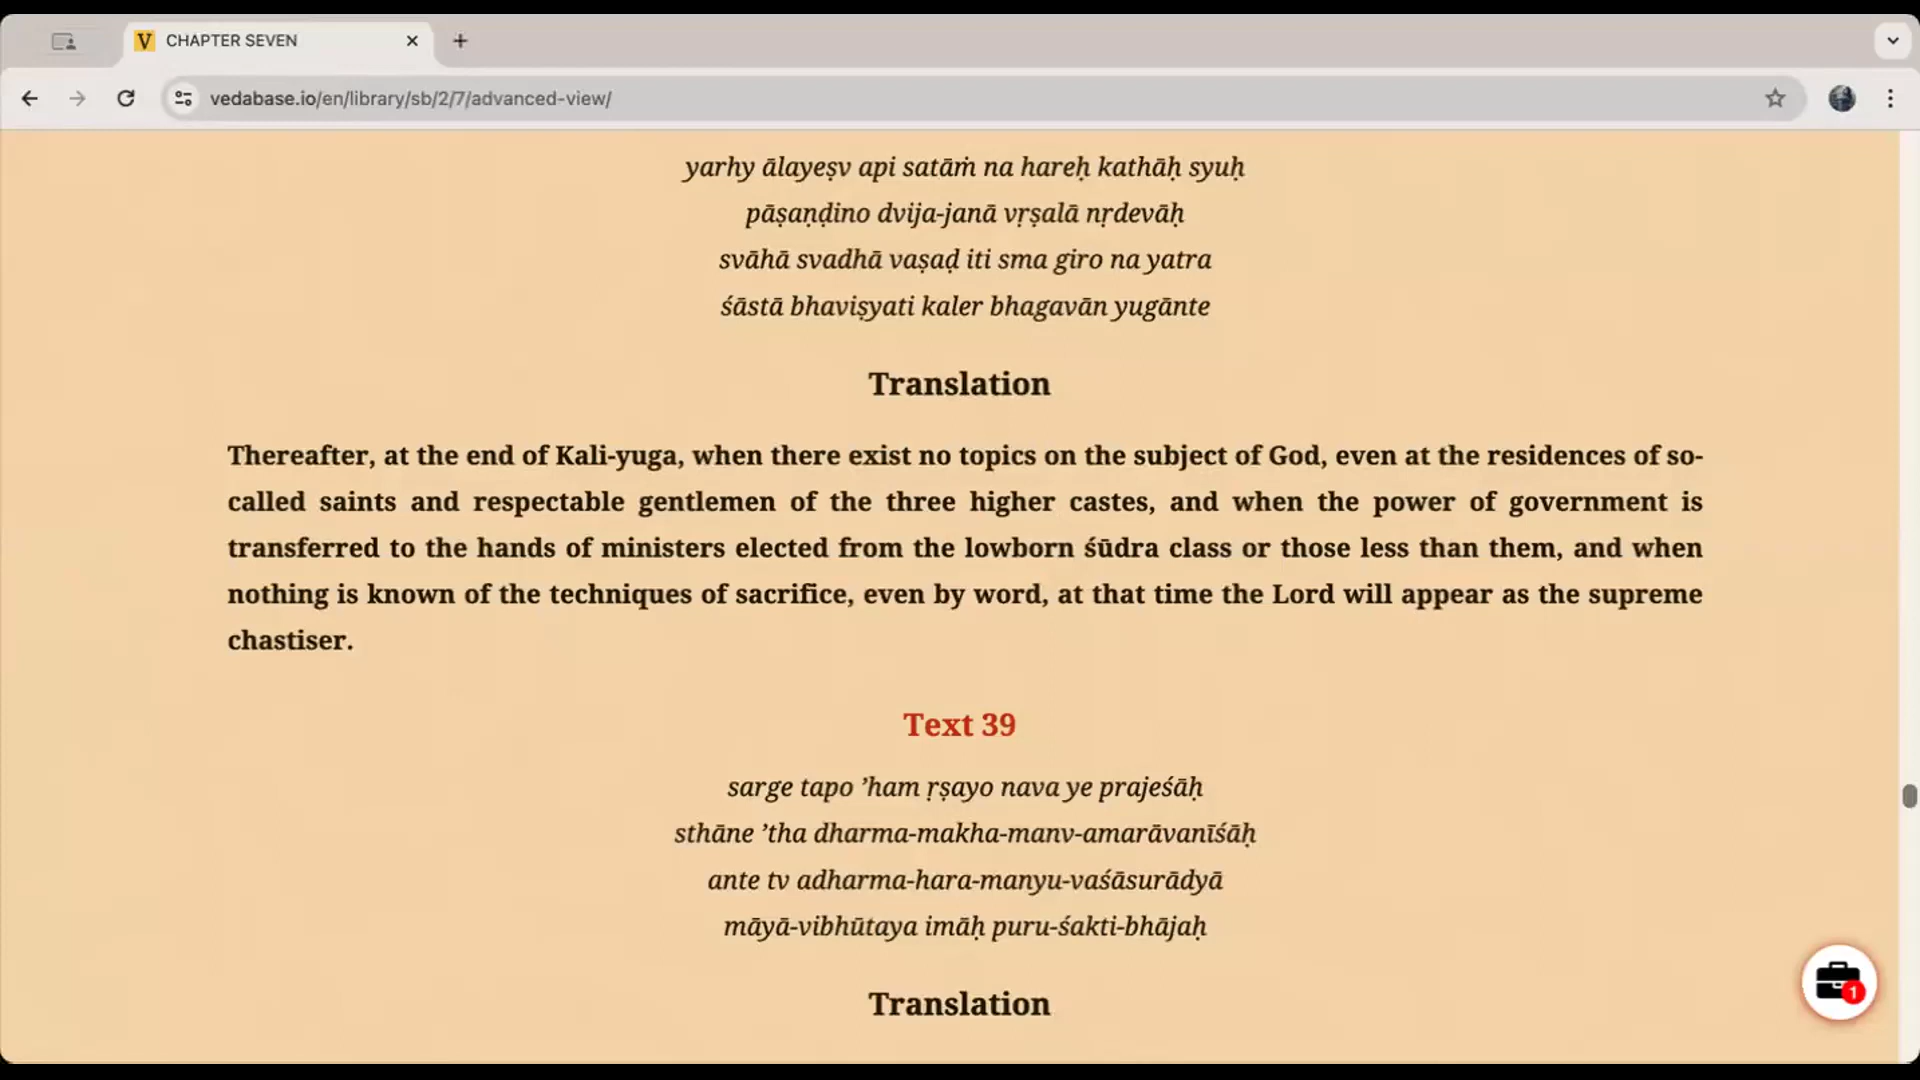 CHAPTER SEVEN
vedabase.io/en/library/sb/2/7/advanced-view/
yarhy ālayeṣv api satāṁ na hareḥ kathāḥ syuḥ
pāṣaṇḍino dvija-janā vṛṣalā nṛdevāḥ
svāhā svadhā vaṣaḍ iti sma giro na yatra
śāstā bhaviṣyati kaler bhagavān yugānte
Translation
Thereafter, at the end of Kali-yuga, when there exist no topics on the subject of God, even at the residences of so-
called saints and respectable gentlemen of the three higher castes, and when the power of government is
transferred to the hands of ministers elected from the lowborn śūdra class or those less than them, and when
nothing is known of the techniques of sacrifice, even by word, at that time the Lord will appear as the supreme
chastiser.
Text 39
sarge tapo ’ham ṛṣayo nava ye prajeśāḥ
sthāne ’tha dharma-makha-manv-amarāvanīśāḥ
ante tv adharma-hara-manyu-vaśāsurādyā
māyā-vibhūtaya imāḥ puru-śakti-bhājaḥ
Translation
1